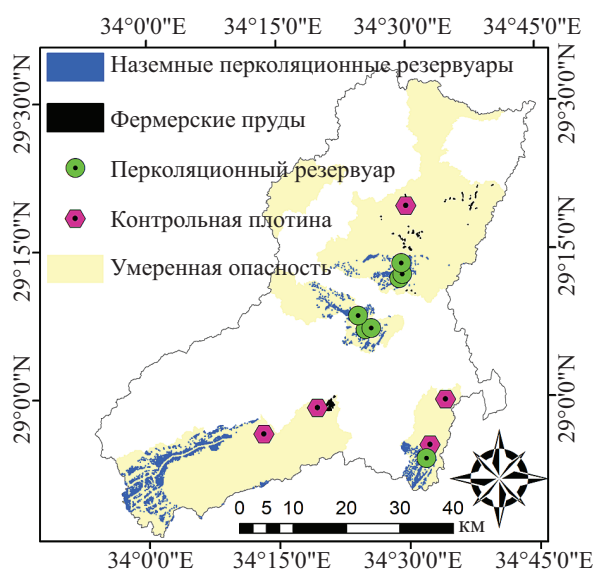 34°0'0"E 34°15'0"E 34°30'0"E 34°45'0"E
29°30'0"N
29°15'0"N
29°0'0"N
Наземные перколяционные резервуары
Фермерские пруды
Перколяционный резервуар
Контрольная плотина
Умеренная опасность
29°30'0"N
29°15'0"N
29°0'0"N
0 5 10 20 30 40
км
34°0'0"E 34°15'0"E 34°30'0"E 34°45'0"E